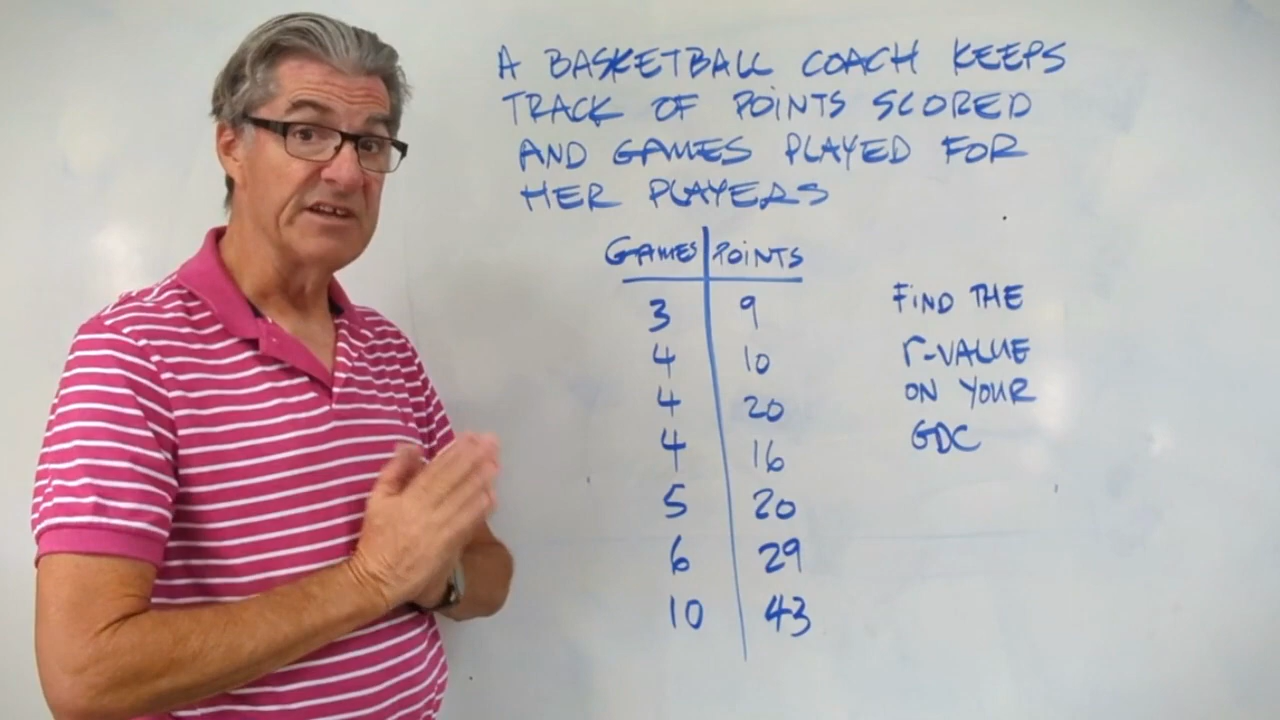 A BASKETBALL COACH KEEPS
TRACK OF POINTS SCORED
AND GAMES PLAYED FOR
HER PLAYERS
GAMES POINTS
3 9
4 10
4 20
4 16
5 20
6 29
10 43
FIND THE
r-VALUE
ON YOUR
GDC